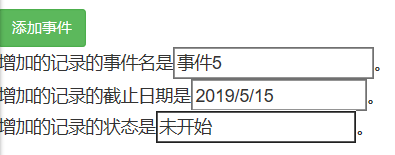 添加事件
增加的记录的事件名是事件5。
增加的记录的截止日期是2019/5/15。
增加的记录的状态是未开始。